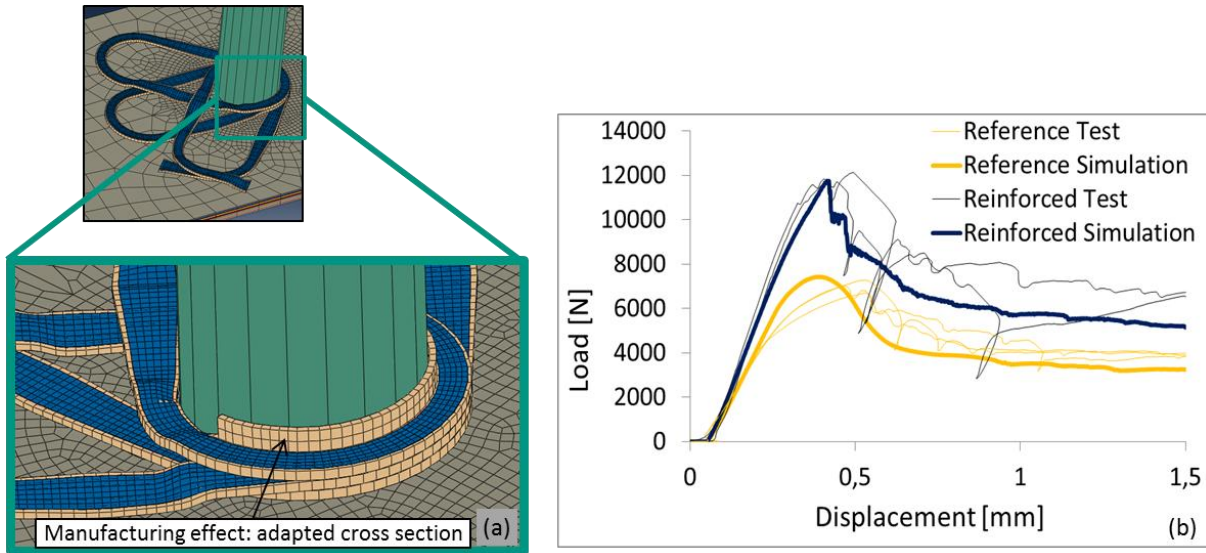 Manufacturing effect: adapted cross section
(a)
14000
12000
10000
8000
6000
4000
2000
0
Load [N]
Reference Test
Reference Simulation
Reinforced Test
Reinforced Simulation
0
0,5
1
1,5
Displacement [mm]
(b)